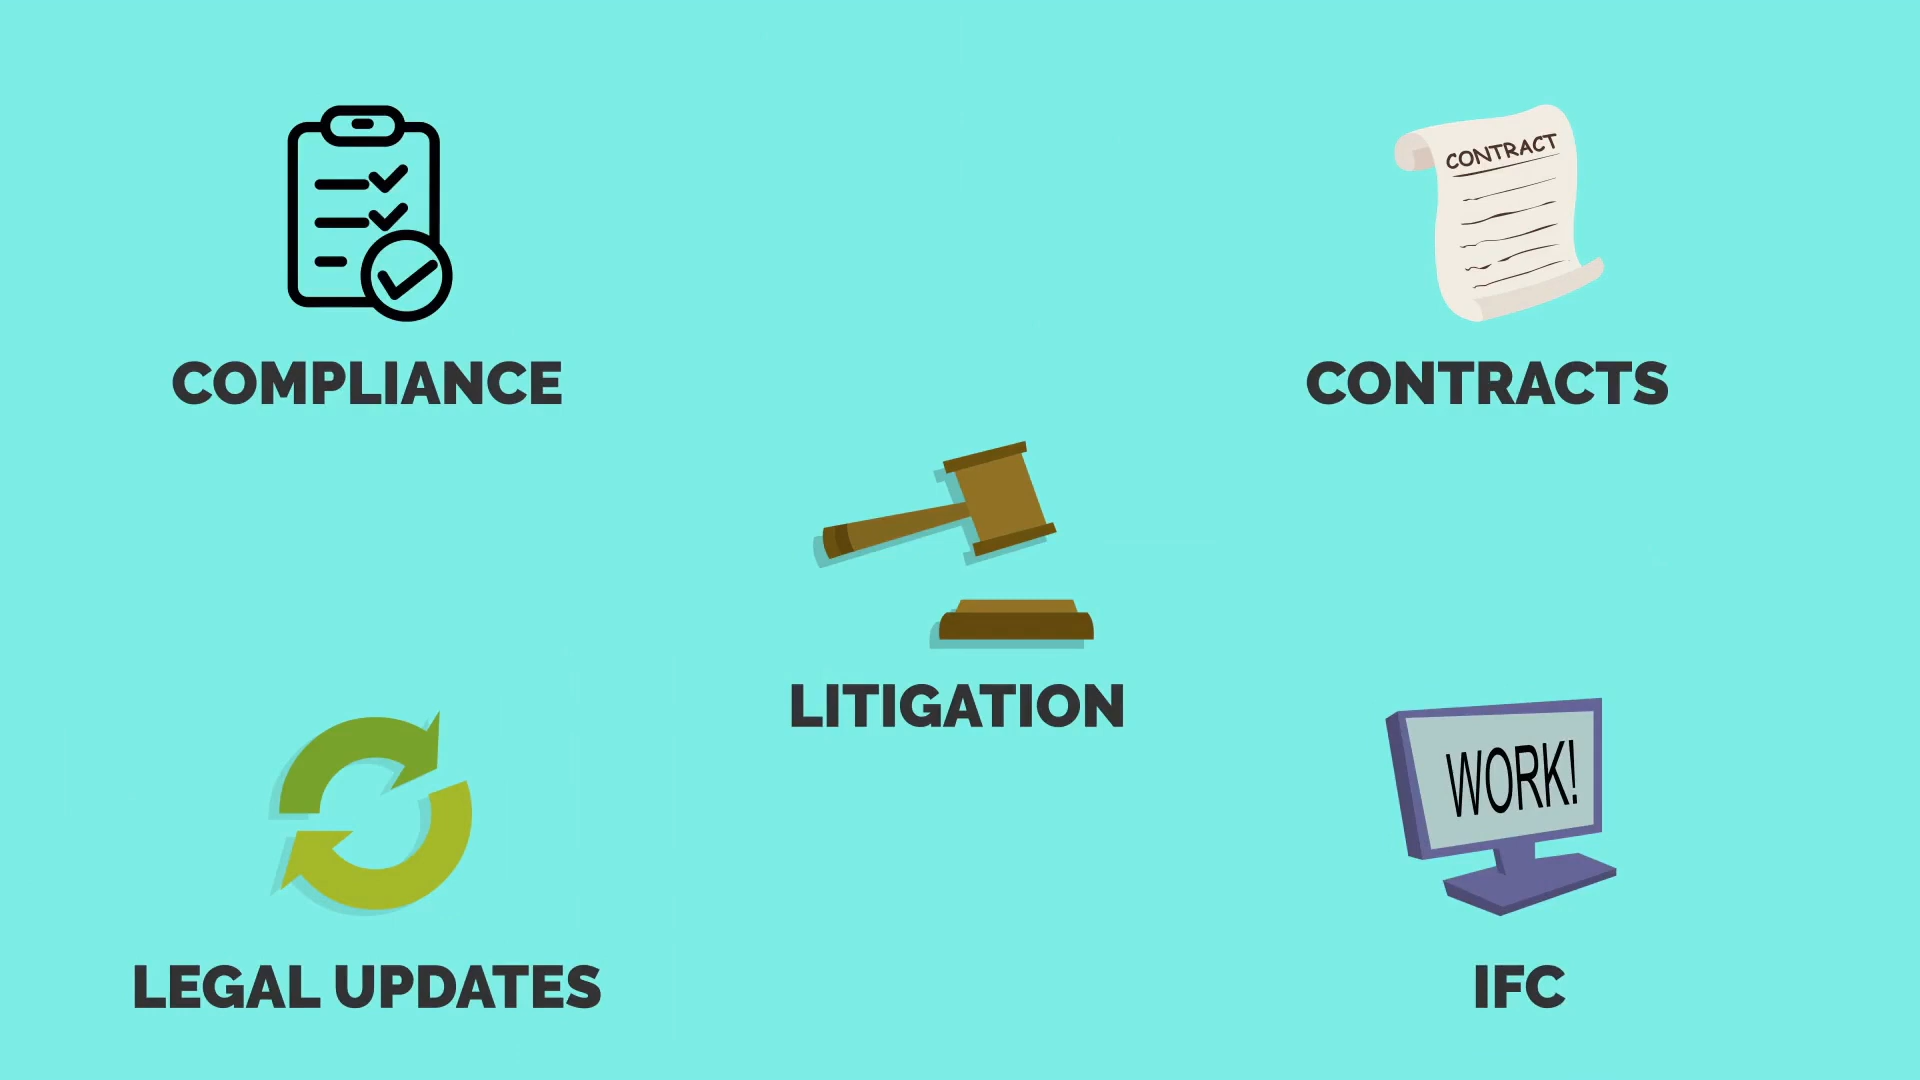 CONTRACT
COMPLIANCE
CONTRACTS
LITIGATION
WORK!
LEGAL UPDATES
IFC